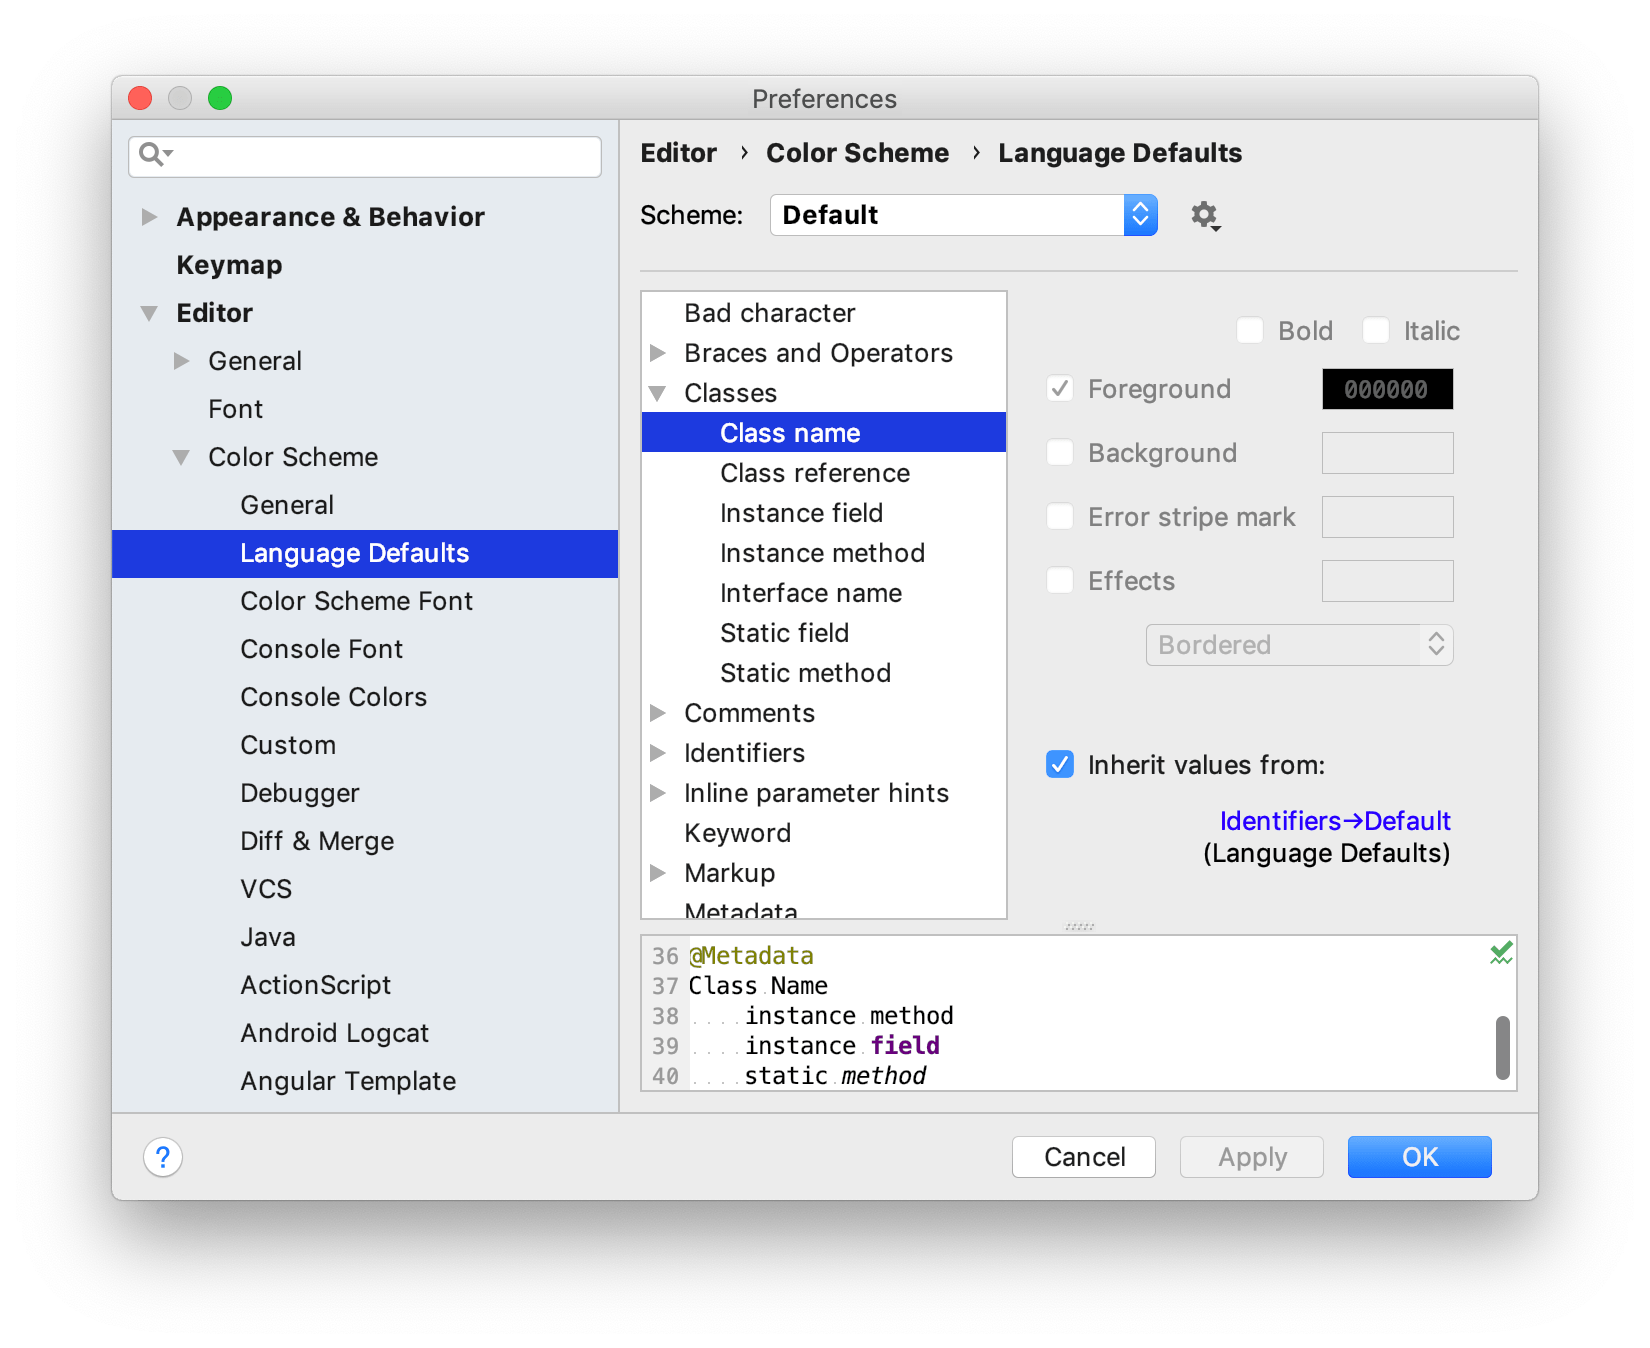 Preferences
Appearance & Behavior
Keymap
Editor
General
Font
Color Scheme
General
Language Defaults
Color Scheme Font
Console Font
Console Colors
Custom
Debugger
Diff & Merge
VCS
Java
ActionScript
Android Logcat
Angular Template
Editor › Color Scheme › Language Defaults
Scheme: Default
Bad character
Braces and Operators
Classes
Class name
Class reference
Instance field
Instance method
Interface name
Static field
Static method
Comments
Identifiers
Inline parameter hints
Keyword
Markup
Metadata
Bold Italic
Foreground 000000
Background
Error stripe mark
Effects
Bordered
Inherit values from:
Identifiers→Default
(Language Defaults)
36 @Metadata
37 Class.Name
38 ....instance.method
39 ....instance.field
40 ....static.method
? Cancel Apply OK